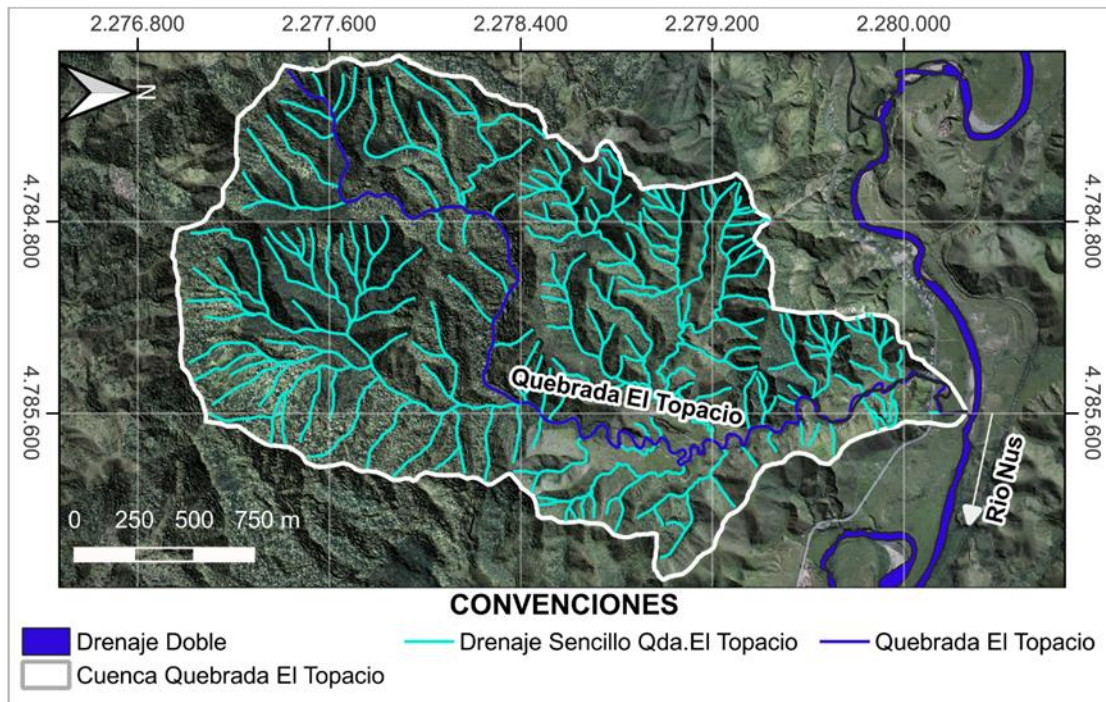 2.276.800 2.277.600 2.278.400 2.279.200 2.280.000
N
4.784.800 4.784.800
4.785.600 4.785.600
Quebrada El Topacio
Rio Nus
0 250 500 750 m
CONVENCIONES
Drenaje Doble Drenaje Sencillo Qda.El Topacio Quebrada El Topacio
Cuenca Quebrada El Topacio